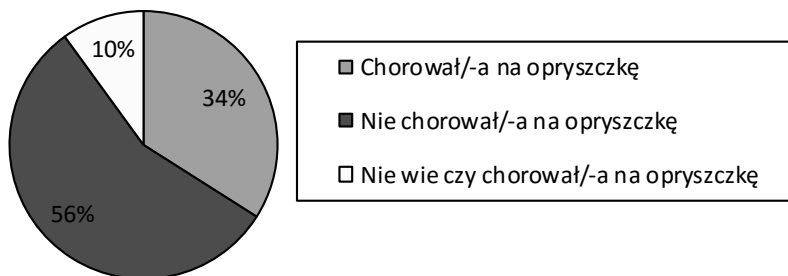 10%
34%
56%
Chorował/-a na opryszczkę
Nie chorował/-a na opryszczkę
Nie wie czy chorował/-a na opryszczkę